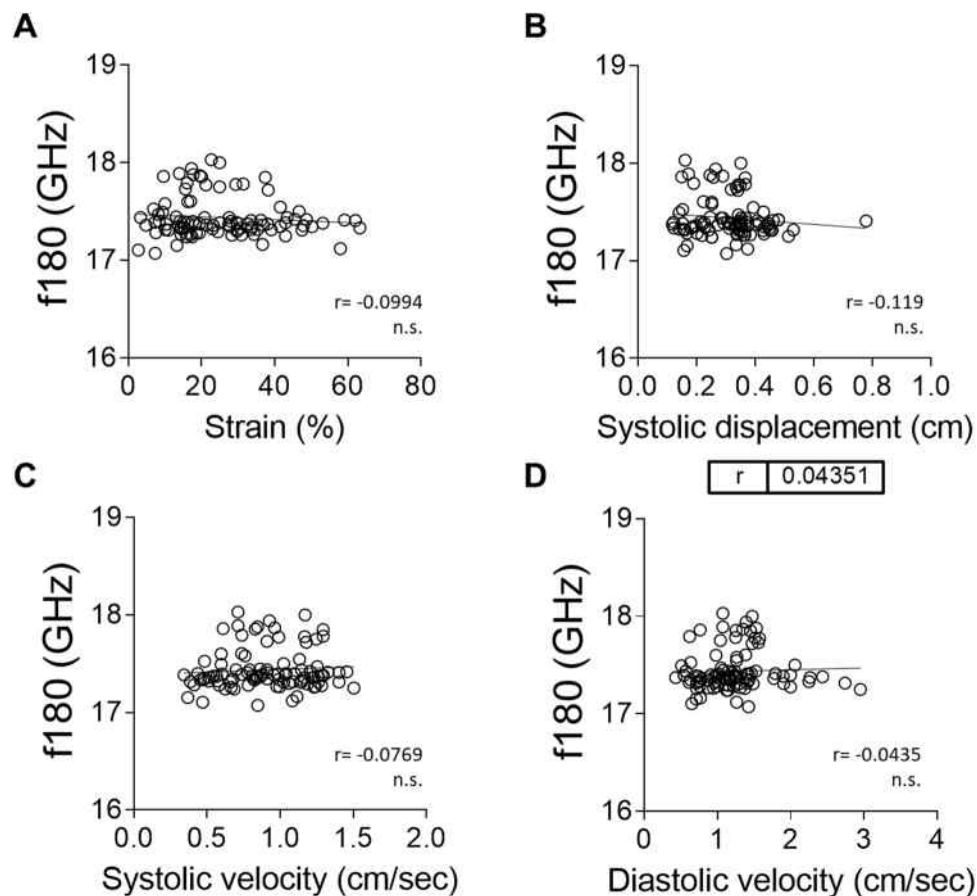 A
19
18
17
16
f180 (GHz)
r= -0.0994
n.s.
0 20 40 60 80
Strain (%)
B
19
18
17
16
f180 (GHz)
r= -0.119
n.s.
0.0 0.2 0.4 0.6 0.8 1.0
Systolic displacement (cm)
C
19
18
17
16
f180 (GHz)
r= -0.0769
n.s.
0.0 0.5 1.0 1.5 2.0
Systolic velocity (cm/sec)
D
r 0.04351
19
18
17
16
f180 (GHz)
r= -0.0435
n.s.
0 1 2 3 4
Diastolic velocity (cm/sec)